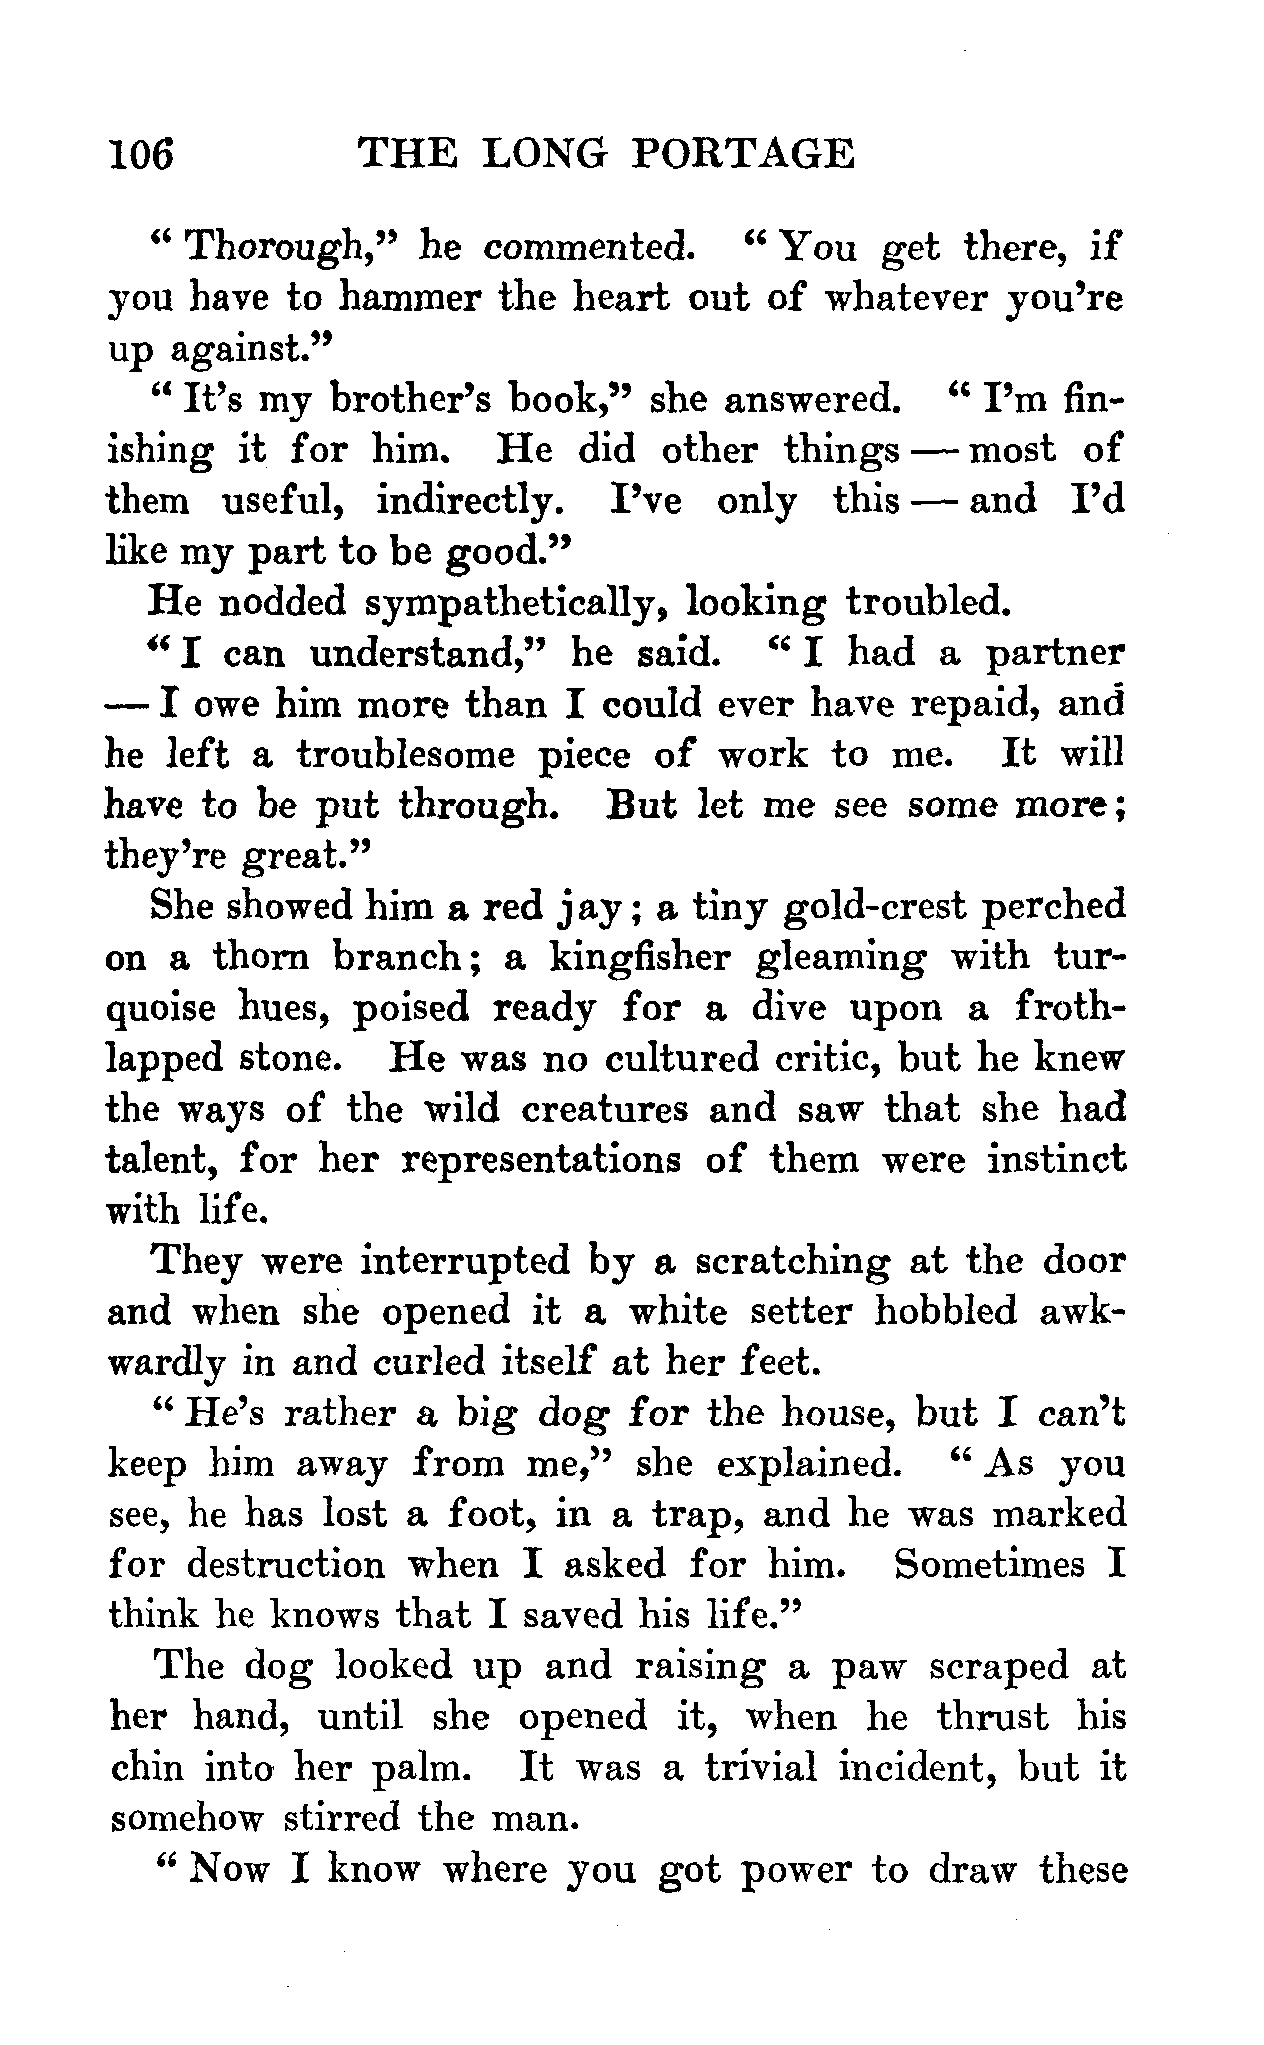 106 THE LONG PORTAGE
“Thorough,” he commented. “You get there, if
you have to hammer the heart out of whatever you're
up against.”
“It's my brother's book,” she answered. “I'm fin-
ishing it for him. He did other things — most of
them useful, indirectly. I've only this — and I'd
like my part to be good.”
He nodded sympathetically, looking troubled.
“I can understand,” he said. “I had a partner
— I owe him more than I could ever have repaid, and
he left a troublesome piece of work to me. It will
have to be put through. But let me see some more;
they're great.”
She showed him a red jay; a tiny gold-crest perched
on a thorn branch; a kingfisher gleaming with tur-
quoise hues, poised ready for a dive upon a froth-
lapped stone. He was no cultured critic, but he knew
the ways of the wild creatures and saw that she had
talent, for her representations of them were instinct
with life.
They were interrupted by a scratching at the door
and when she opened it a white setter hobbled awk-
wardly in and curled itself at her feet.
“He's rather a big dog for the house, but I can't
keep him away from me,” she explained. “As you
see, he has lost a foot, in a trap, and he was marked
for destruction when I asked for him. Sometimes I
think he knows that I saved his life.”
The dog looked up and raising a paw scraped at
her hand, until she opened it, when he thrust his
chin into her palm. It was a trivial incident, but it
somehow stirred the man.
“Now I know where you got power to draw these